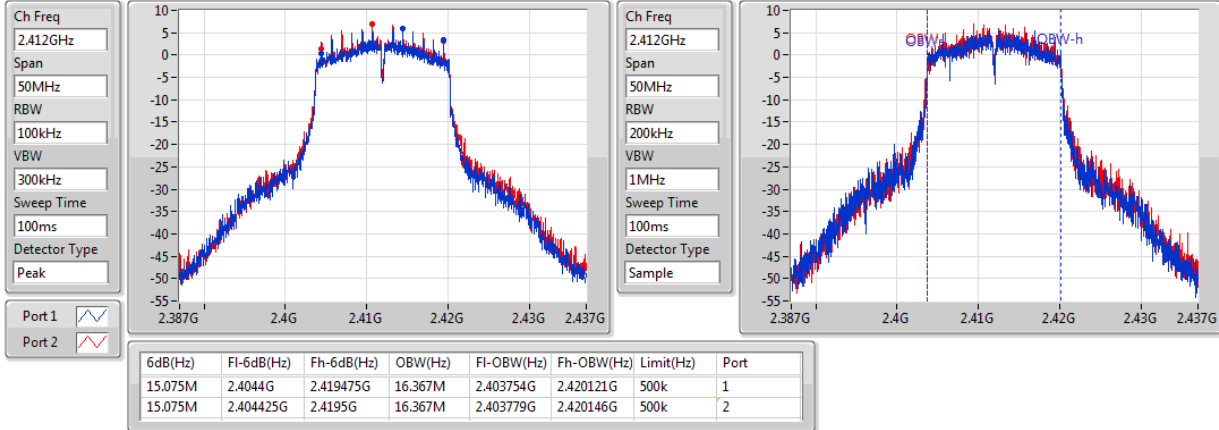 Ch Freq
2.412GHz
Span
50MHz
RBW
100kHz
VBW
300kHz
Sweep Time
100ms
Detector Type
Peak
Port 1
Port 2
10
5
0
-5
-10
-15
-20
-25
-30
-35
-40
-45
-50
-55
2.387G 2.4G 2.41G 2.42G 2.43G 2.437G
Ch Freq
2.412GHz
Span
50MHz
RBW
200kHz
VBW
1MHz
Sweep Time
100ms
Detector Type
Sample
10
5
0
-5
-10
-15
-20
-25
-30
-35
-40
-45
-50
-55
OBW-l OBW-h
2.387G 2.4G 2.41G 2.42G 2.43G 2.437G
6dB(Hz) Fl-6dB(Hz) Fh-6dB(Hz) OBW(Hz) Fl-OBW(Hz) Fh-OBW(Hz) Limit(Hz) Port
15.075M 2.4044G 2.419475G 16.367M 2.403754G 2.420121G 500k 1
15.075M 2.404425G 2.4195G 16.367M 2.403779G 2.420146G 500k 2